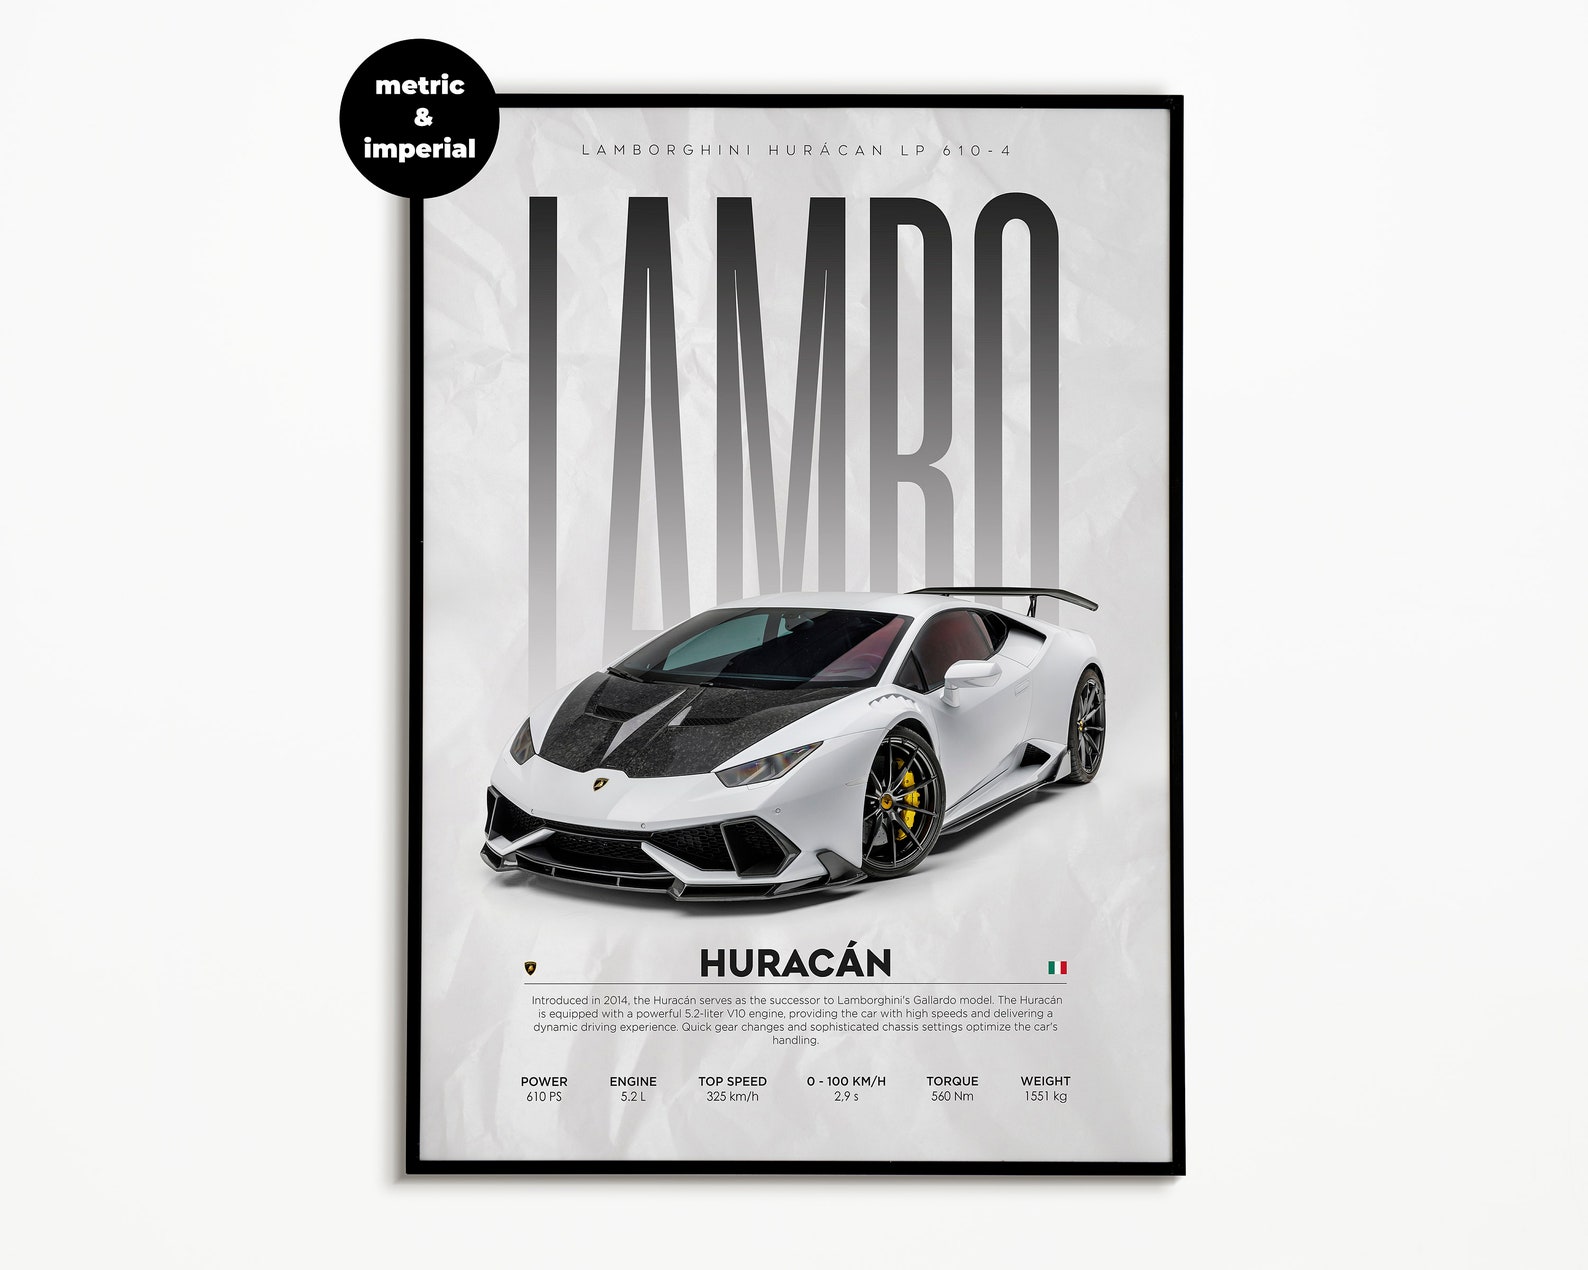 metric
&
imperial
LAMBORGHINI HURÁCAN LP 610-4
LAMBO
HURACÁN
Introduced in 2014, the Huracán serves as the successor to Lamborghini's Gallardo model. The Huracán
is equipped with a powerful 5.2-liter V10 engine, providing the car with high speeds and delivering a
dynamic driving experience. Quick gear changes and sophisticated chassis settings optimize the car's
handling.
POWER ENGINE TOP SPEED 0 - 100 KM/H TORQUE WEIGHT
610 PS 5.2 L 325 km/h 2,9 s 560 Nm 1551 kg